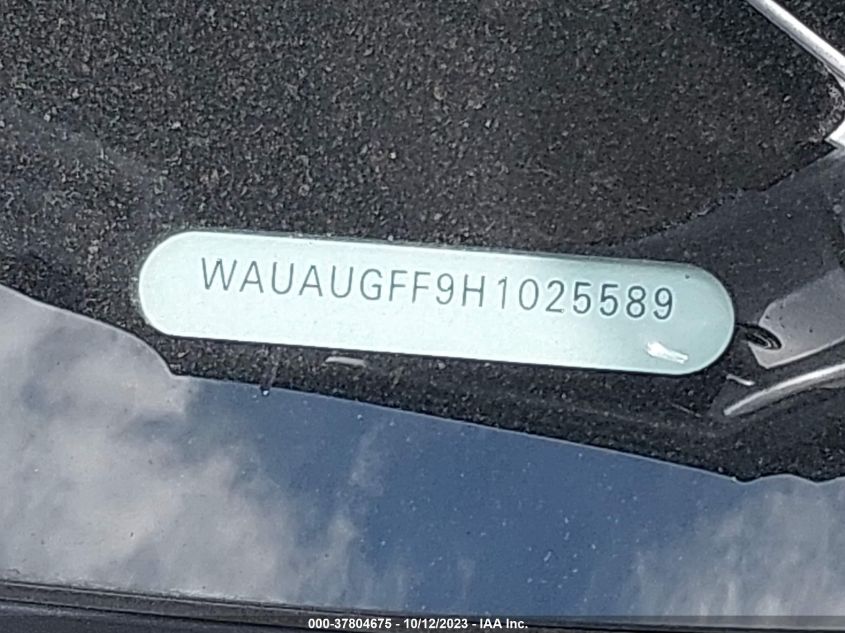 WAUAUGFF9H1025589
000-37804675 - 10/12/2023 - IAA Inc.